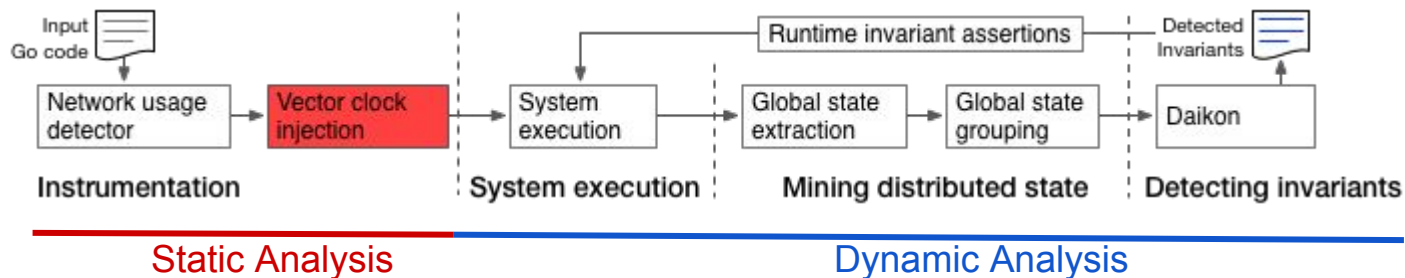 Input
Go code
Runtime invariant assertions
Detected
Invariants
Network usage
detector
Vector clock
injection
System
execution
Global state
extraction
Global state
grouping
Daikon
Instrumentation
System execution
Mining distributed state
Detecting invariants
Static Analysis
Dynamic Analysis